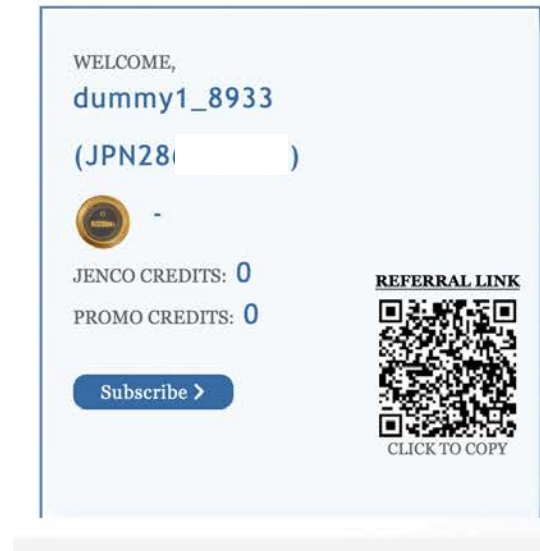 WELCOME,
dummy1_8933
(JPN28 )
-
JENCO CREDITS: 0
PROMO CREDITS: 0
Subscribe >
REFERRAL LINK
CLICK TO COPY